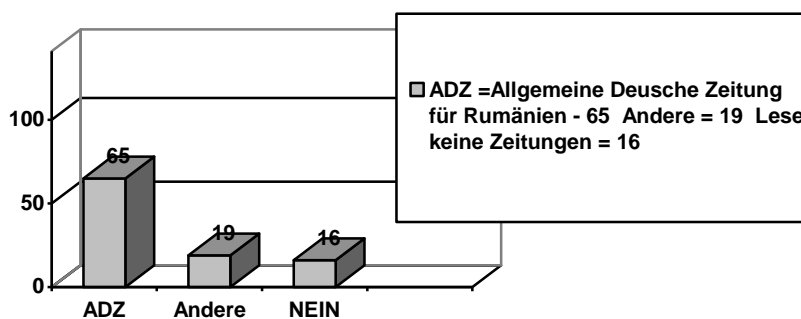 ADZ =Allgemeine Deusche Zeitung
für Rumänien - 65 Andere = 19 Lese
keine Zeitungen = 16
100
50
0
65
19
16
ADZ
Andere
NEIN